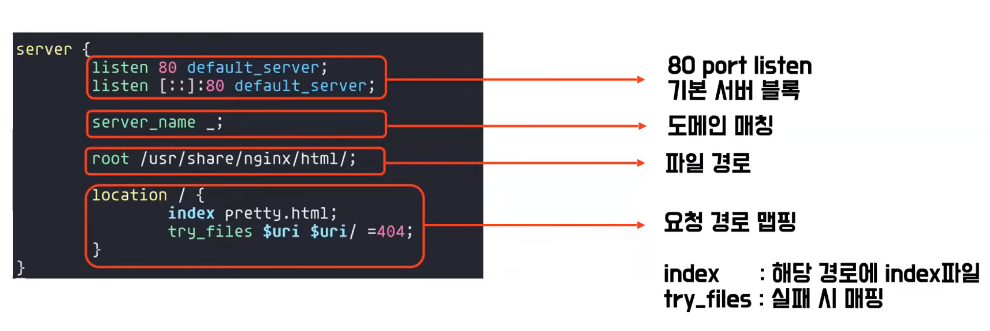 server {
listen 80 default_server;
listen [::]:80 default_server;
server_name _;
root /usr/share/nginx/html/;
location / {
index pretty.html;
try_files $uri $uri/ =404;
}
}
80 port listen
기본 서버 블록
도메인 매칭
파일 경로
요청 경로 맵핑
index : 해당 경로에 index파일
try_files : 실패 시 매핑